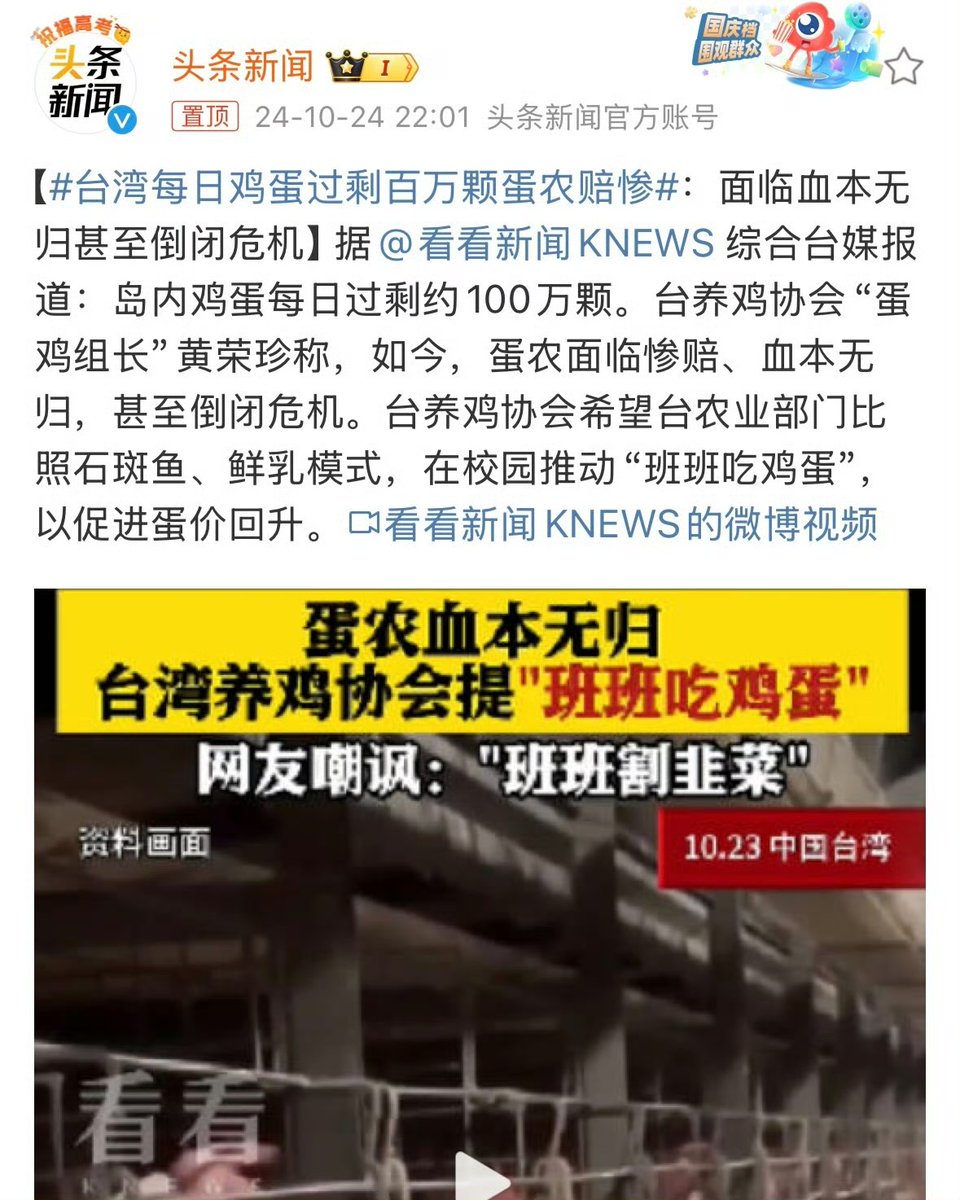 祝福高考
头条
新闻
头条新闻
I
国庆档
围观群众
置顶 24-10-24 22:01 头条新闻官方账号
【#台湾每日鸡蛋过剩百万颗蛋农赔惨#：面临血本无
归甚至倒闭危机】据@看看新闻KNEWS 综合台媒报
道：岛内鸡蛋每日过剩约100万颗。台养鸡协会“蛋
鸡组长”黄荣珍称，如今，蛋农面临惨赔、血本无
归，甚至倒闭危机。台养鸡协会希望台农业部门比
照石斑鱼、鲜乳模式，在校园推动“班班吃鸡蛋”，
以促进蛋价回升。看看新闻KNEWS的微博视频
蛋农血本无归
台湾养鸡协会提"班班吃鸡蛋"
网友嘲讽："班班割韭菜"
资料画面
10.23 中国台湾
看看
KNEWS